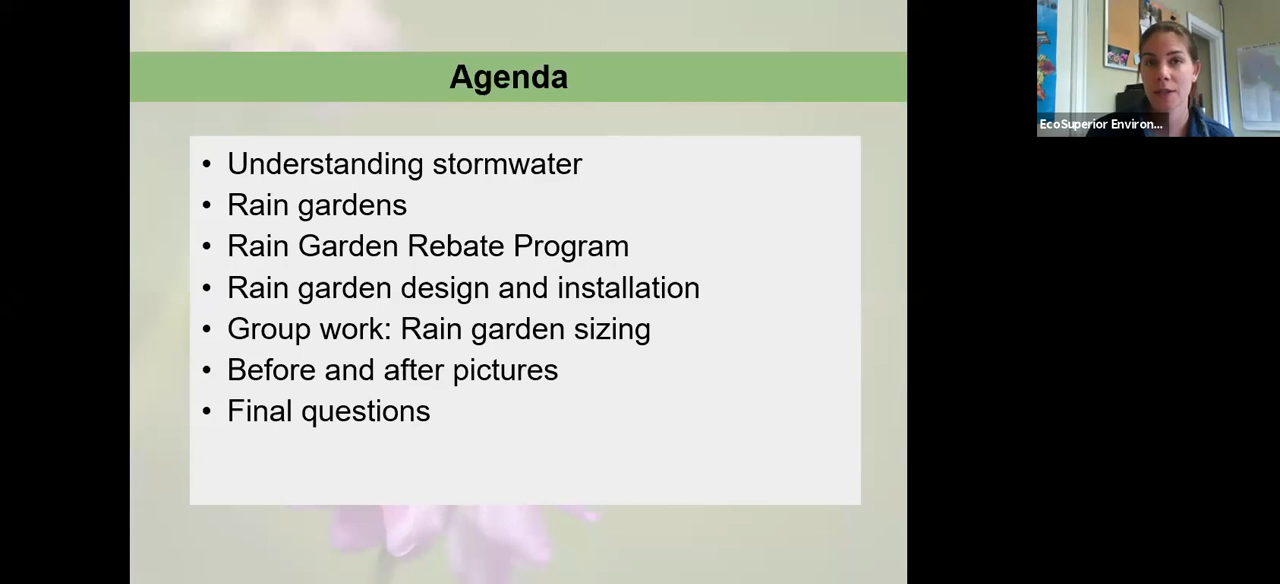 Agenda
• Understanding stormwater
• Rain gardens
• Rain Garden Rebate Program
• Rain garden design and installation
• Group work: Rain garden sizing
• Before and after pictures
• Final questions
EcoSuperior Environ...